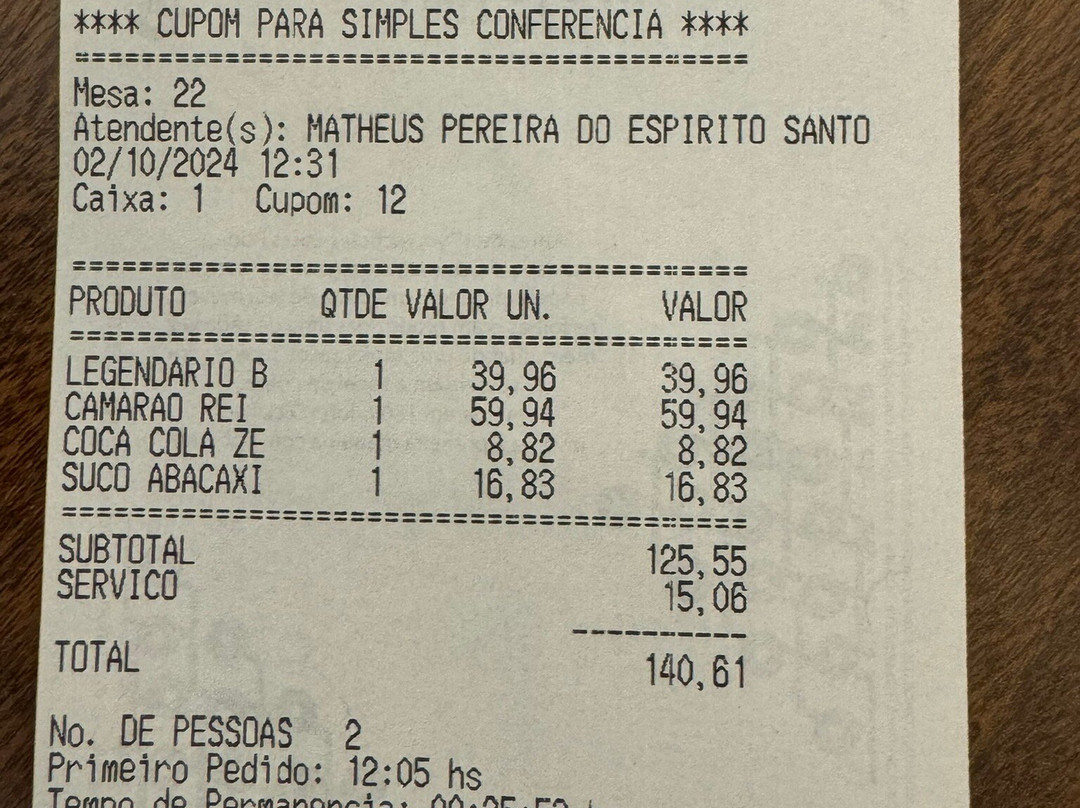 **** CUPOM PARA SIMPLES CONFERENCIA ****
========================================
Mesa: 22
Atendente(s): MATHEUS PEREIRA DO ESPIRITO SANTO
02/10/2024 12:31
Caixa: 1 Cupom: 12
========================================
PRODUTO QTDE VALOR UN. VALOR
========================================
LEGENDARIO B 1 39,96 39,96
CAMARAO REI 1 59,94 59,94
COCA COLA ZE 1 8,82 8,82
SUCO ABACAXI 1 16,83 16,83
========================================
SUBTOTAL 125,55
SERVICO 15,06
----------
TOTAL 140,61
No. DE PESSOAS 2
Primeiro Pedido: 12:05 hs
Tempo de Permanencia: